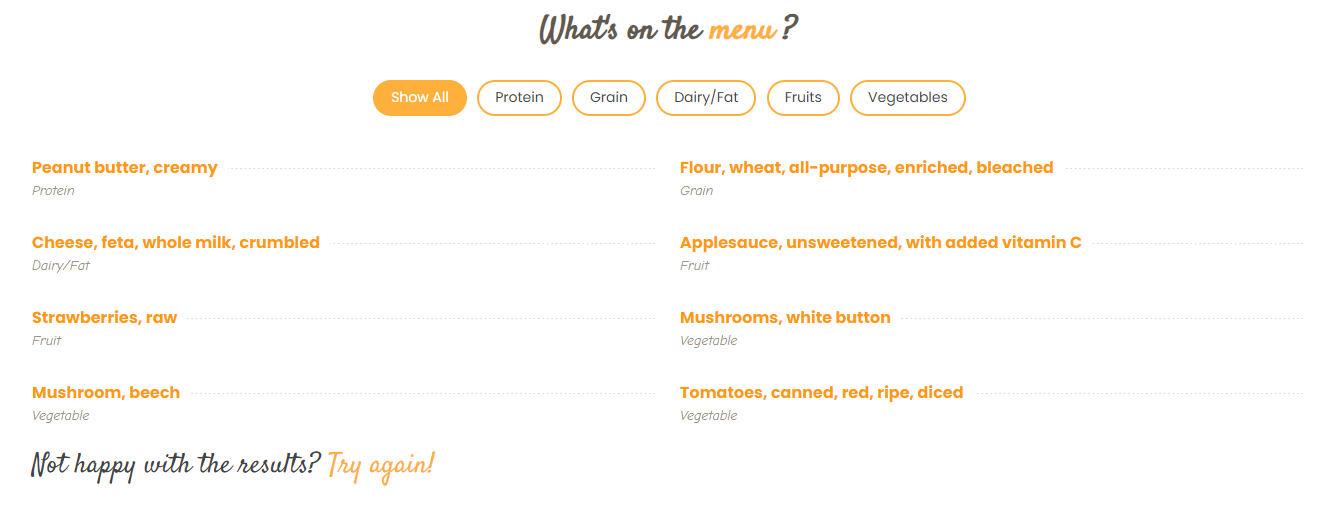 What's on the menu ?
Show All
Protein
Grain
Dairy/Fat
Fruits
Vegetables
Peanut butter, creamy
Protein
Flour, wheat, all-purpose, enriched, bleached
Grain
Cheese, feta, whole milk, crumbled
Dairy/Fat
Applesauce, unsweetened, with added vitamin C
Fruit
Strawberries, raw
Fruit
Mushrooms, white button
Vegetable
Mushroom, beech
Vegetable
Tomatoes, canned, red, ripe, diced
Vegetable
Not happy with the results? Try again!